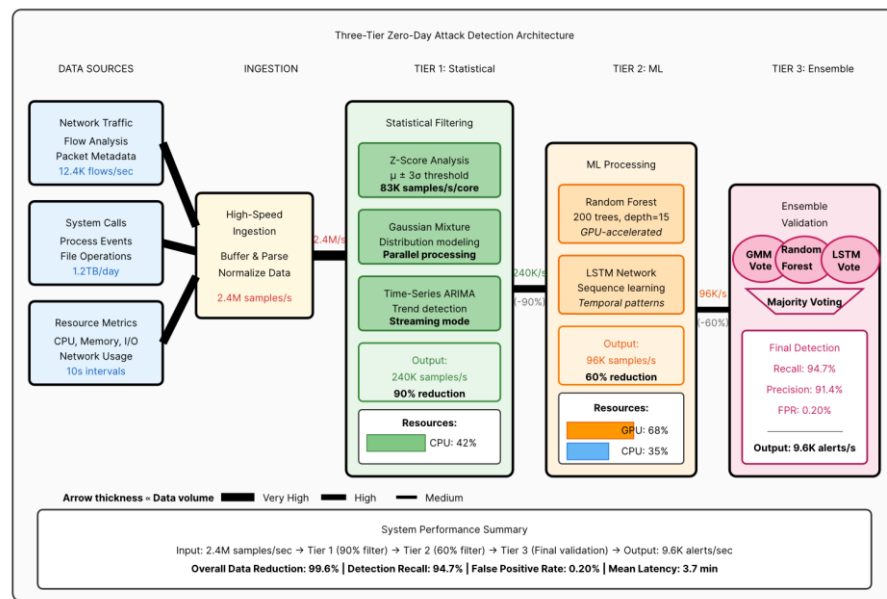 Three-Tier Zero-Day Attack Detection Architecture
DATA SOURCES
INGESTION
TIER 1: Statistical
TIER 2: ML
TIER 3: Ensemble
Network Traffic
Flow Analysis
Packet Metadata
12.4K flows/sec
System Calls
Process Events
File Operations
1.2TB/day
Resource Metrics
CPU, Memory, I/O
Network Usage
10s intervals
High-Speed
Ingestion
Buffer & Parse
Normalize Data
2.4M samples/s
2.4M/s
Statistical Filtering
Z-Score Analysis
μ ± 3σ threshold
83K samples/s/core
Gaussian Mixture
Distribution modeling
Parallel processing
Time-Series ARIMA
Trend detection
Streaming mode
Output:
240K samples/s
90% reduction
Resources:
CPU: 42%
240K/s
(-90%)
ML Processing
Random Forest
200 trees, depth=15
GPU-accelerated
LSTM Network
Sequence learning
Temporal patterns
Output:
96K samples/s
60% reduction
Resources:
GPU: 68%
CPU: 35%
96K/s
(-60%)
Ensemble
Validation
GMM
Vote
Random
Forest
LSTM
Vote
Majority Voting
Final Detection
Recall: 94.7%
Precision: 91.4%
FPR: 0.20%
Output: 9.6K alerts/s
Arrow thickness ∝ Data volume
Very High
High
Medium
System Performance Summary
Input: 2.4M samples/sec → Tier 1 (90% filter) → Tier 2 (60% filter) → Tier 3 (Final validation) → Output: 9.6K alerts/sec
Overall Data Reduction: 99.6% | Detection Recall: 94.7% | False Positive Rate: 0.20% | Mean Latency: 3.7 min